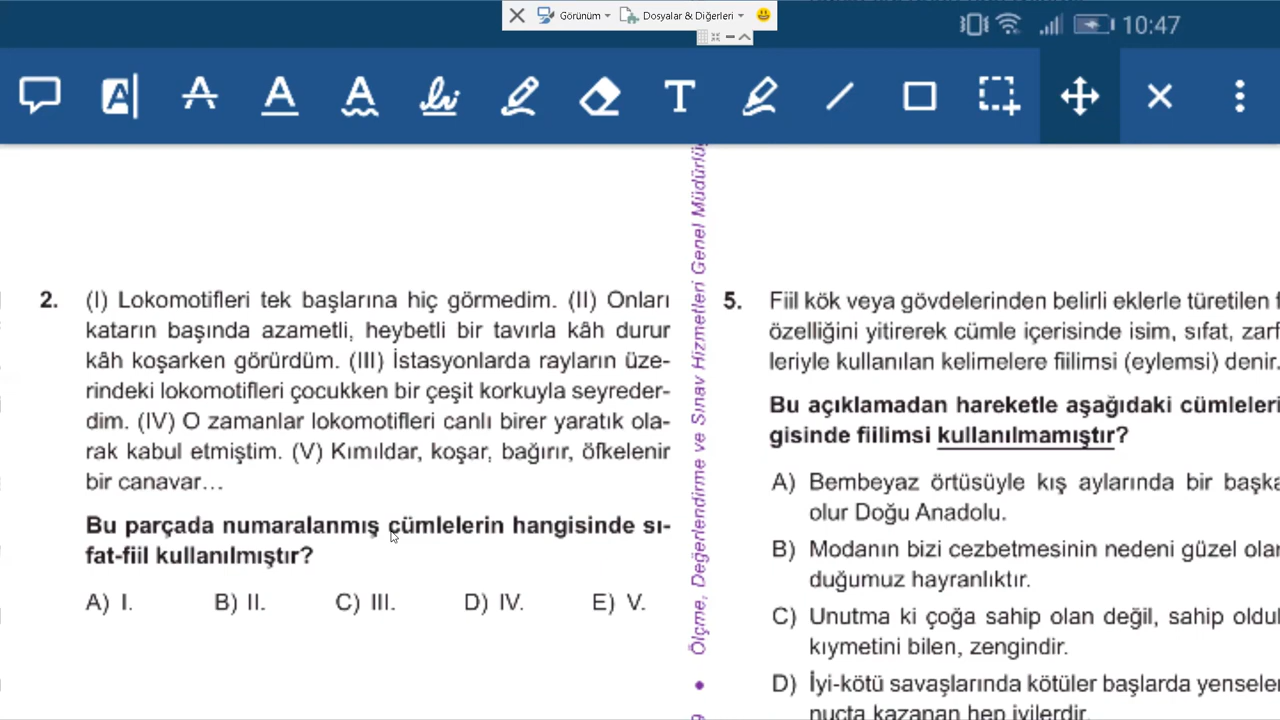 Görünüm
Dosyalar & Diğerleri
10:47
2. (I) Lokomotifleri tek başlarına hiç görmedim. (II) Onları
katarın başında azametli, heybetli bir tavırla kâh durur
kâh koşarken görürdüm. (III) İstasyonlarda rayların üze-
rindeki lokomotifleri çocukken bir çeşit korkuyla seyreder-
dim. (IV) O zamanlar lokomotifleri canlı birer yaratık ola-
rak kabul etmiştim. (V) Kımıldar, koşar, bağırır, öfkelenir
bir canavar…
Bu parçada numaralanmış cümlelerin hangisinde sı-
fat-fiil kullanılmıştır?
A) I. B) II. C) III. D) IV. E) V.
Ölçme, Değerlendirme ve Sınav Hizmetleri Genel Müdürlüğ
5. Fiil kök veya gövdelerinden belirli eklerle türetilen f
özelliğini yitirerek cümle içerisinde isim, sıfat, zarf
leriyle kullanılan kelimelere fiilimsi (eylemsi) denir.
Bu açıklamadan hareketle aşağıdaki cümleleri
gisinde fiilimsi kullanılmamıştır?
A) Bembeyaz örtüsüyle kış aylarında bir başka
olur Doğu Anadolu.
B) Modanın bizi cezbetmesinin nedeni güzel olan
duğumuz hayranlıktır.
C) Unutma ki çoğa sahip olan değil, sahip oldu
kıymetini bilen, zengindir.
D) İyi-kötü savaşlarında kötüler başlarda yenseler
nuçta kazanan hep iyilerdir.